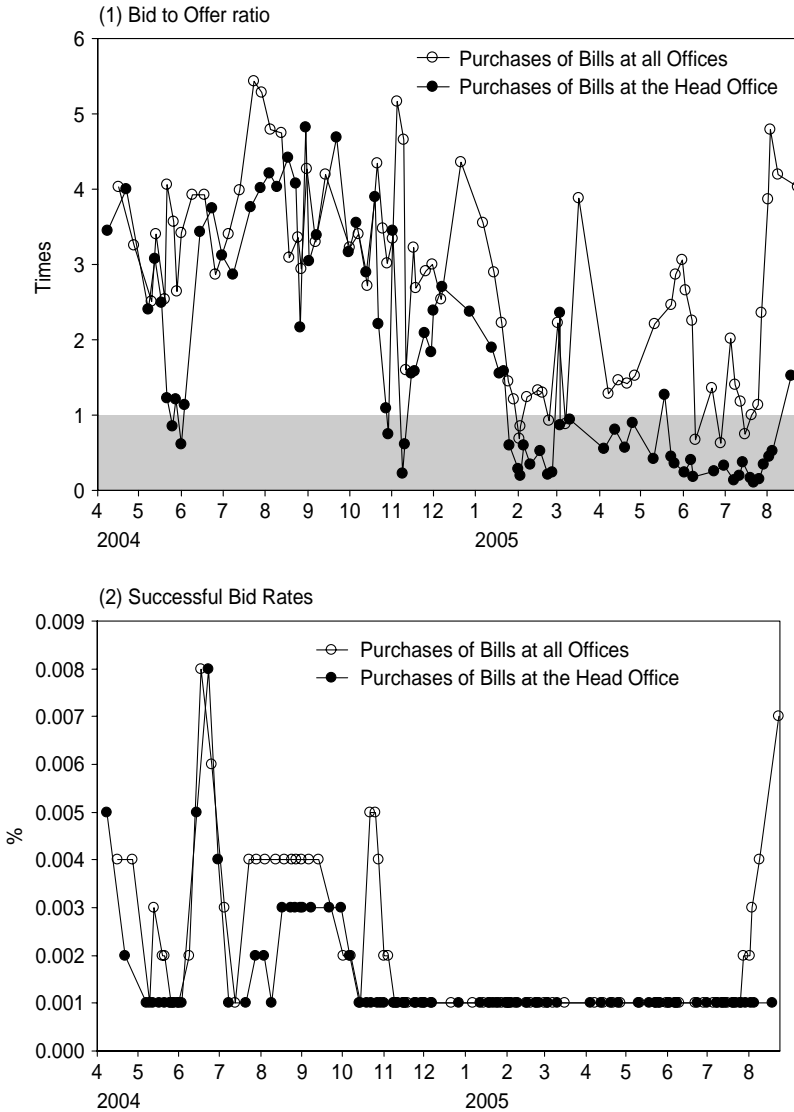 (1) Bid to Offer ratio
6
5
4
3
2
1
0
Times
Purchases of Bills at all Offices
Purchases of Bills at the Head Office
4 5 6 7 8 9 10 11 12 1 2 3 4 5 6 7 8
2004 2005
(2) Successful Bid Rates
0.009
0.008
0.007
0.006
0.005
0.004
0.003
0.002
0.001
0.000
%
Purchases of Bills at all Offices
Purchases of Bills at the Head Office
4 5 6 7 8 9 10 11 12 1 2 3 4 5 6 7 8
2004 2005